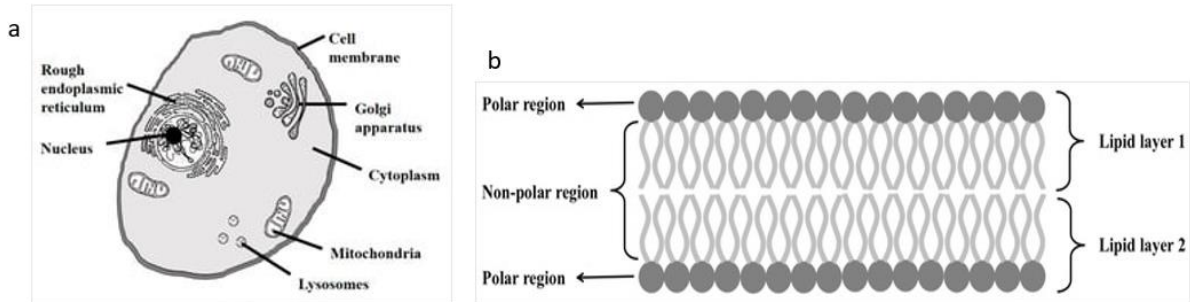 a
Cell
membrane
Rough
endoplasmic
reticulum
Golgi
apparatus
Nucleus
Cytoplasm
Mitochondria
Lysosomes
b
Polar region
Lipid layer 1
Non-polar region
Lipid layer 2
Polar region